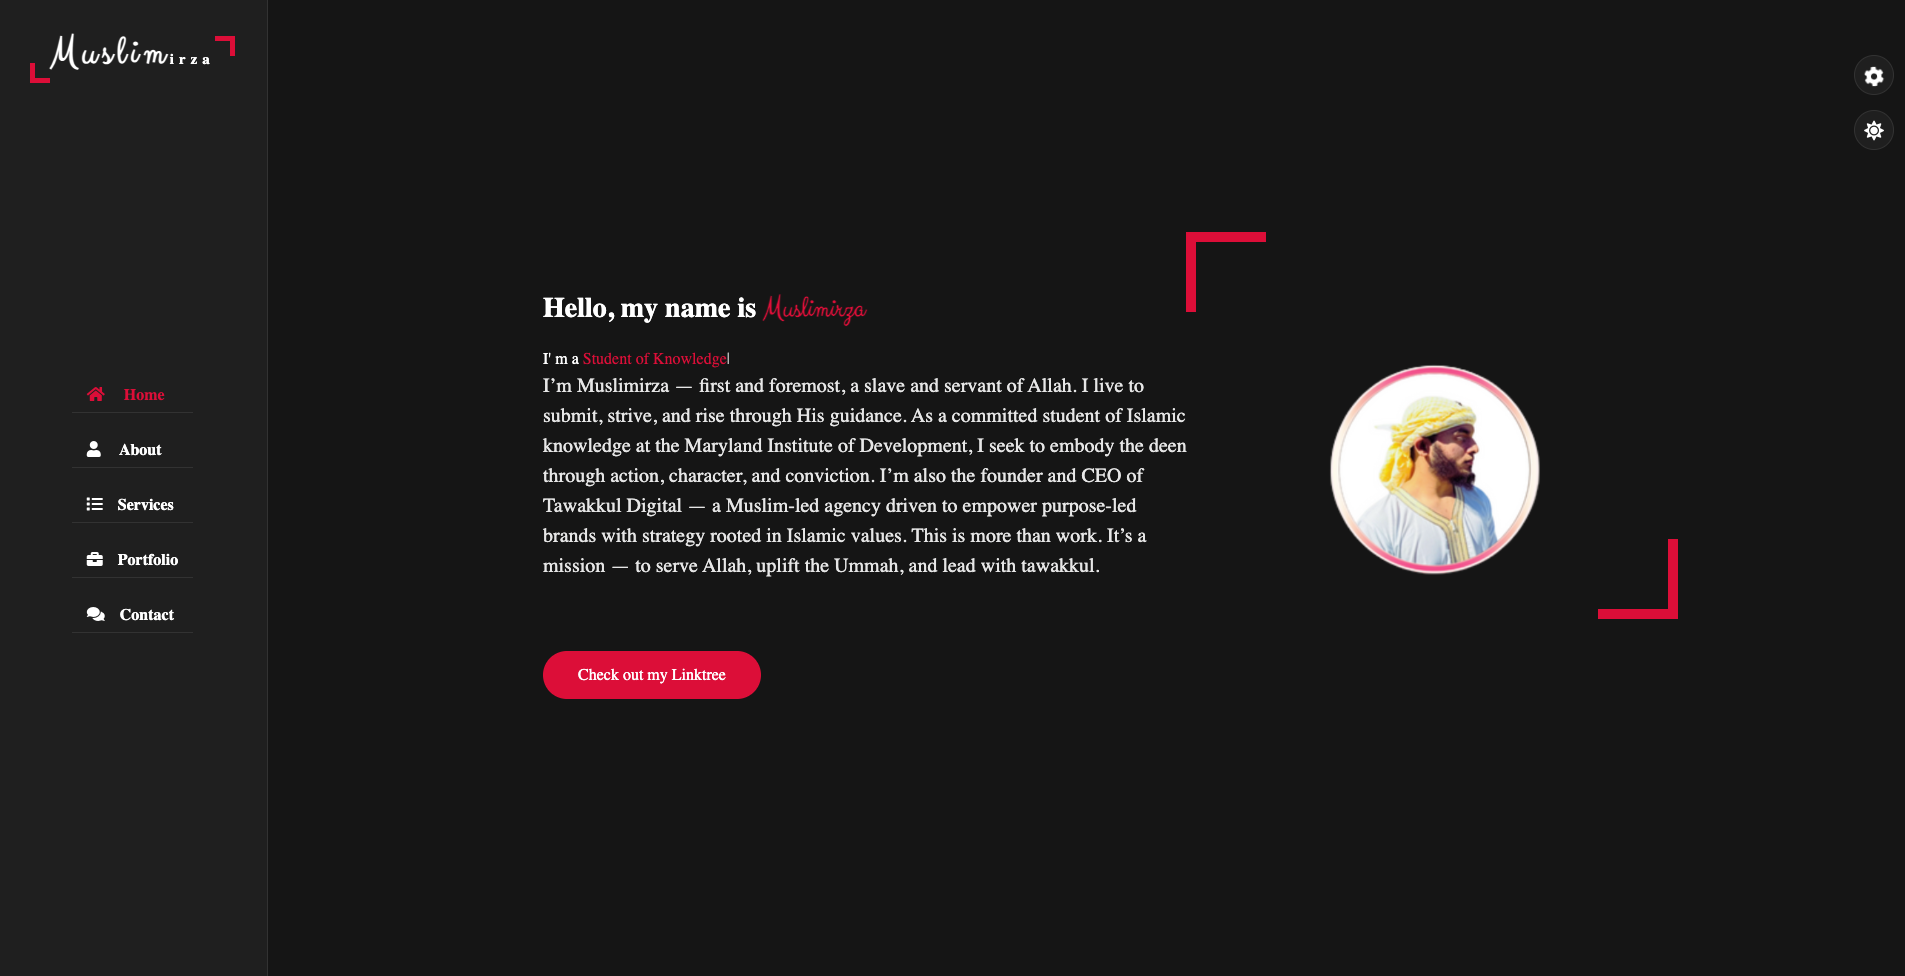 Muslimirza
Home
About
Services
Portfolio
Contact
Hello, my name is Muslimirza
I' m a Student of Knowledge|
I’m Muslimirza — first and foremost, a slave and servant of Allah. I live to
submit, strive, and rise through His guidance. As a committed student of Islamic
knowledge at the Maryland Institute of Development, I seek to embody the deen
through action, character, and conviction. I’m also the founder and CEO of
Tawakkul Digital — a Muslim-led agency driven to empower purpose-led
brands with strategy rooted in Islamic values. This is more than work. It’s a
mission — to serve Allah, uplift the Ummah, and lead with tawakkul.
Check out my Linktree